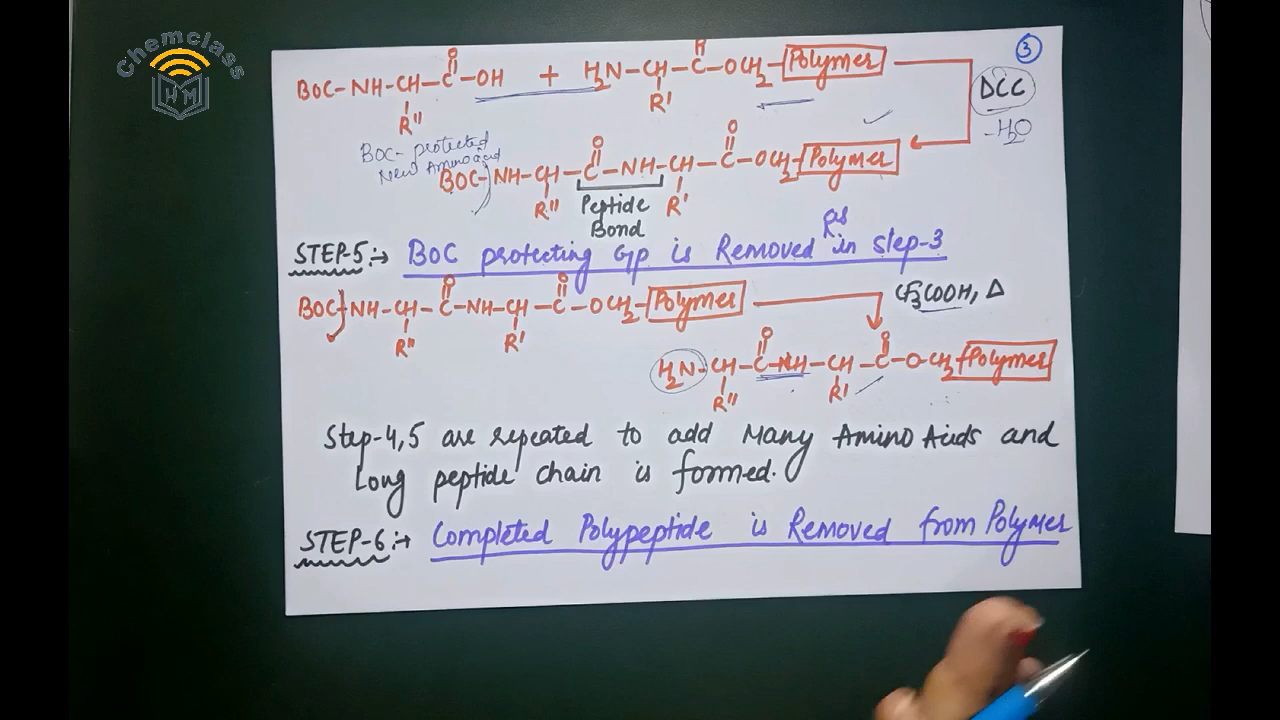 Chemclass
HM
3
BOC-NH-CH-C-OH + H2N-CH-C-OCH2-Polymer
O
R"
R'
DCC
-H2O
BOC-protected
New Amino acid
BOC-NH-CH-C-NH-CH-C-OCH2-Polymer
O
O
R"
Peptide
Bond
R'
STEP-5:→ BOC protecting Gp is Removed as in step-3
BOC-NH-CH-C-NH-CH-C-OCH2-Polymer
O
O
R"
R'
CF3COOH, Δ
H2N-CH-C-NH-CH-C-O-CH2-Polymer
O
O
R"
R'
Step-4,5 are repeated to add Many Amino Acids and
Long peptide chain is formed.
STEP-6:→ Completed Polypeptide is Removed from Polymer